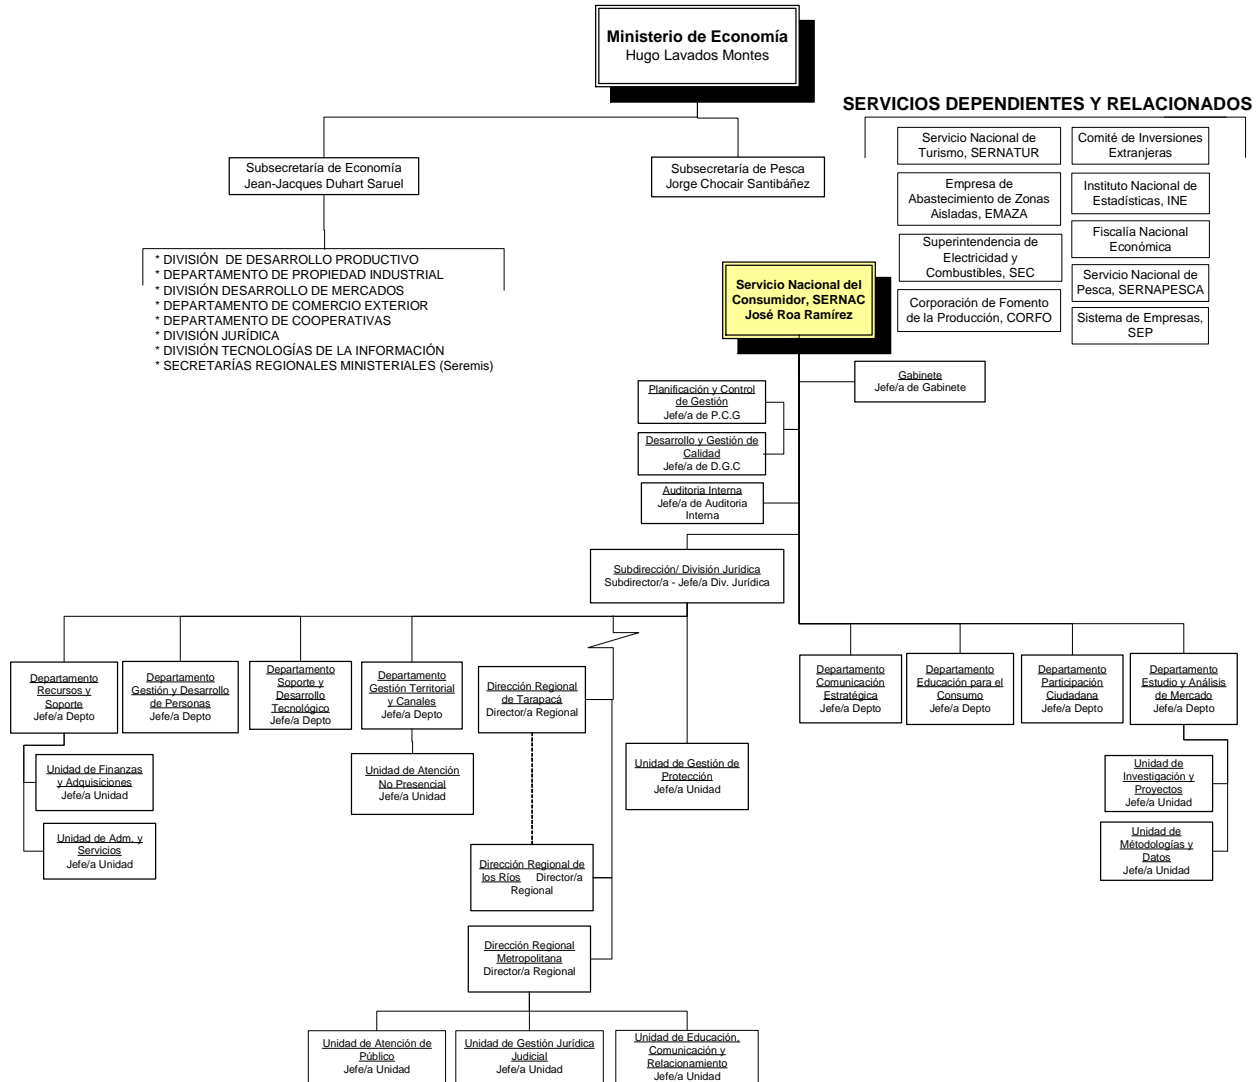 Ministerio de Economía
Hugo Lavados Montes
SERVICIOS DEPENDIENTES Y RELACIONADOS
Subsecretaría de Economía
Jean-Jacques Duhart Saruel
Subsecretaría de Pesca
Jorge Chocair Santibáñez
Servicio Nacional de
Turismo, SERNATUR
Comité de Inversiones
Extranjeras
Empresa de
Abastecimiento de Zonas
Aisladas, EMAZA
Instituto Nacional de
Estadísticas, INE
Superintendencia de
Electricidad y
Combustibles, SEC
Fiscalía Nacional
Económica
Corporación de Fomento
de la Producción, CORFO
Servicio Nacional de
Pesca, SERNAPESCA
Sistema de Empresas,
SEP
* DIVISIÓN  DE DESARROLLO PRODUCTIVO
* DEPARTAMENTO DE PROPIEDAD INDUSTRIAL
* DIVISIÓN DESARROLLO DE MERCADOS
* DEPARTAMENTO DE COMERCIO EXTERIOR
* DEPARTAMENTO DE COOPERATIVAS
* DIVISIÓN JURÍDICA
* DIVISIÓN TECNOLOGÍAS DE LA INFORMACIÓN
* SECRETARÍAS REGIONALES MINISTERIALES (Seremis)
Servicio Nacional del
Consumidor, SERNAC
José Roa Ramírez
Gabinete
Jefe/a de Gabinete
Planificación y Control
de Gestión
Jefe/a de P.C.G
Desarrollo y Gestión de
Calidad
Jefe/a de D.G.C
Auditoria Interna
Jefe/a de Auditoria
Interna
Subdirección/ División Jurídica
Subdirector/a - Jefe/a Div. Jurídica
Departamento
Recursos y
Soporte
Jefe/a Depto
Departamento
Gestión y Desarrollo
de Personas
Jefe/a Depto
Departamento
Soporte y
Desarrollo
Tecnológico
Jefe/a Depto
Departamento
Gestión Territorial
y Canales
Jefe/a Depto
Dirección Regional
de Tarapacá
Director/a Regional
Departamento
Comunicación
Estratégica
Jefe/a Depto
Departamento
Educación para el
Consumo
Jefe/a Depto
Departamento
Participación
Ciudadana
Jefe/a Depto
Departamento
Estudio y Análisis
de Mercado
Jefe/a Depto
Unidad de Finanzas
y Adquisiciones
Jefe/a Unidad
Unidad de Atención
No Presencial
Jefe/a Unidad
Unidad de Gestión de
Protección
Jefe/a Unidad
Unidad de
Investigación y
Proyectos
Jefe/a Unidad
Unidad de Adm. y
Servicios
Jefe/a Unidad
Unidad de
Métodologías y
Datos
Jefe/a Unidad
Dirección Regional de
los Ríos    Director/a
Regional
Dirección Regional
Metropolitana
Director/a Regional
Unidad de Atención de
Público
Jefe/a Unidad
Unidad de Gestión Jurídica
Judicial
Jefe/a Unidad
Unidad de Educación,
Comunicación y
Relacionamiento
Jefe/a Unidad